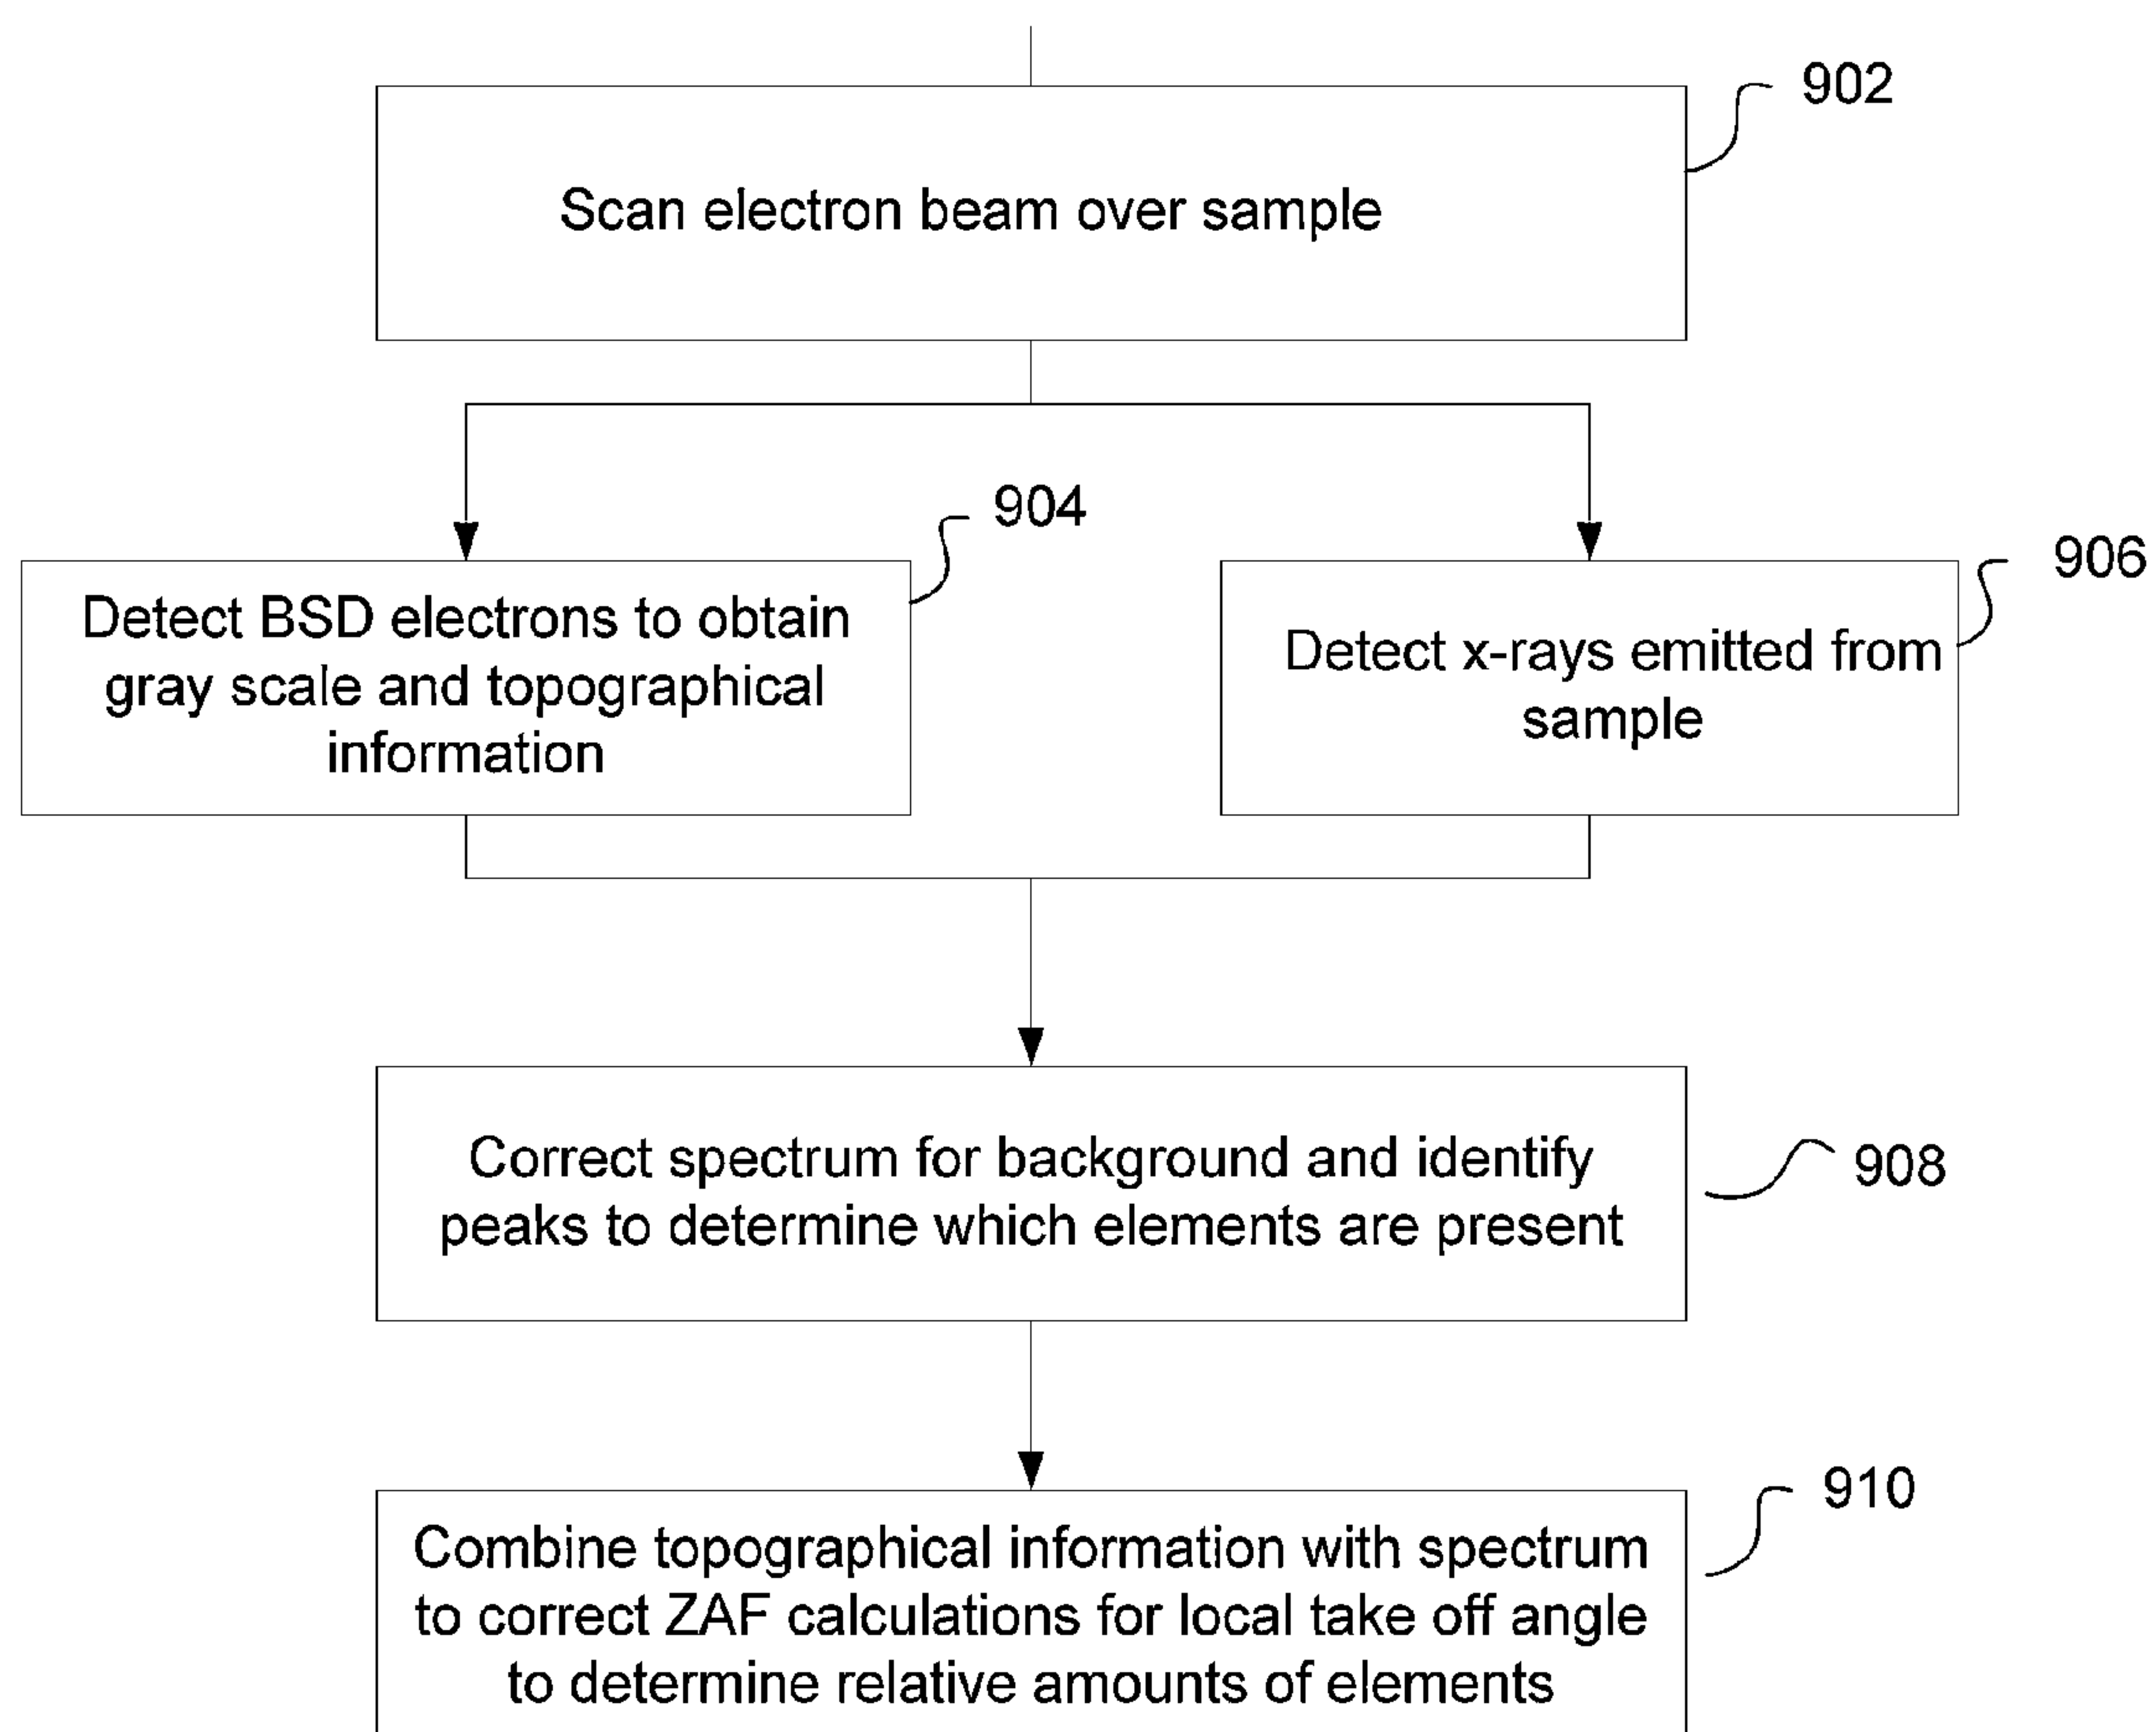 902
Scan electron beam over sample
904
906
Detect BSD electrons to obtain
gray scale and topographical
information
Detect x-rays emitted from
sample
Correct spectrum for background and identify
peaks to determine which elements are present
908
910
Combine topographical information with spectrum
to correct ZAF calculations for local take off angle
to determine relative amounts of elements